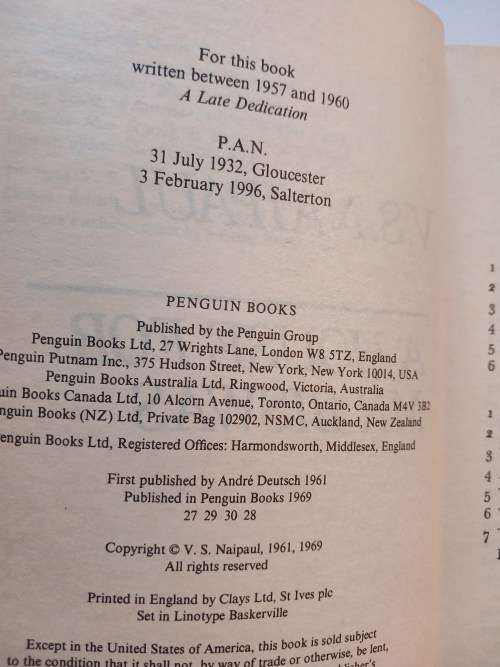 For this book
written between 1957 and 1960
A Late Dedication
P.A.N.
31 July 1932, Gloucester
3 February 1996, Salterton
PENGUIN BOOKS
Published by the Penguin Group
Penguin Books Ltd, 27 Wrights Lane, London W8 5TZ, England
Penguin Putnam Inc., 375 Hudson Street, New York, New York 10014, USA
Penguin Books Australia Ltd, Ringwood, Victoria, Australia
uin Books Canada Ltd, 10 Alcorn Avenue, Toronto, Ontario, Canada M4V 3B2
enguin Books (NZ) Ltd, Private Bag 102902, NSMC, Auckland, New Zealand
enguin Books Ltd, Registered Offices: Harmondsworth, Middlesex, England
First published by André Deutsch 1961
Published in Penguin Books 1969
27 29 30 28
Copyright © V. S. Naipaul, 1961, 1969
All rights reserved
Printed in England by Clays Ltd, St Ives plc
Set in Linotype Baskerville
Except in the United States of America, this book is sold subject
to the condition that it shall not, by way of trade or otherwise, be lent,
1
2
3
4
5
6
1
2
3
4
5
6
7